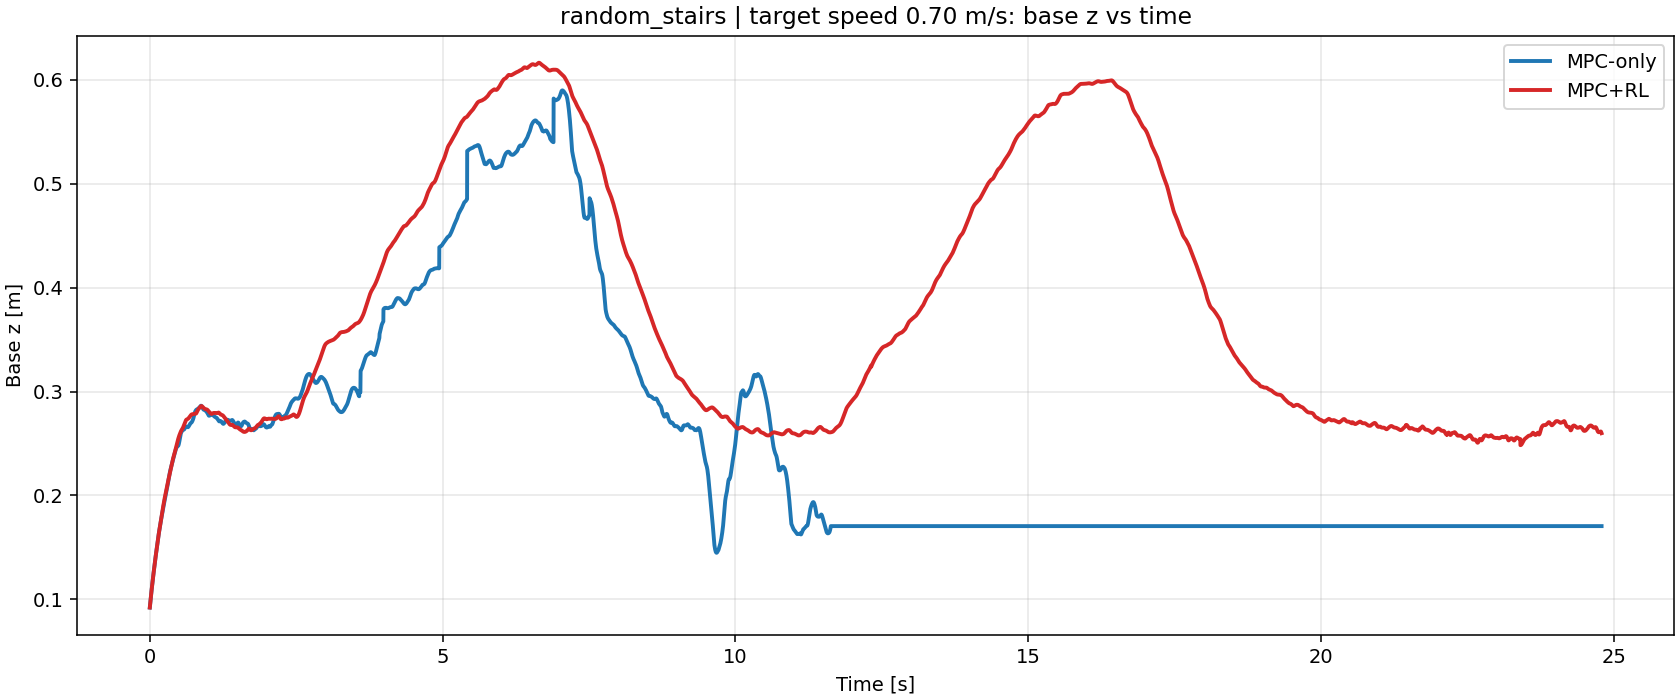 random_stairs | target speed 0.70 m/s: base z vs time
MPC-only
MPC+RL
Base z [m]
0.6
0.5
0.4
0.3
0.2
0.1
0
5
10
15
20
25
Time [s]